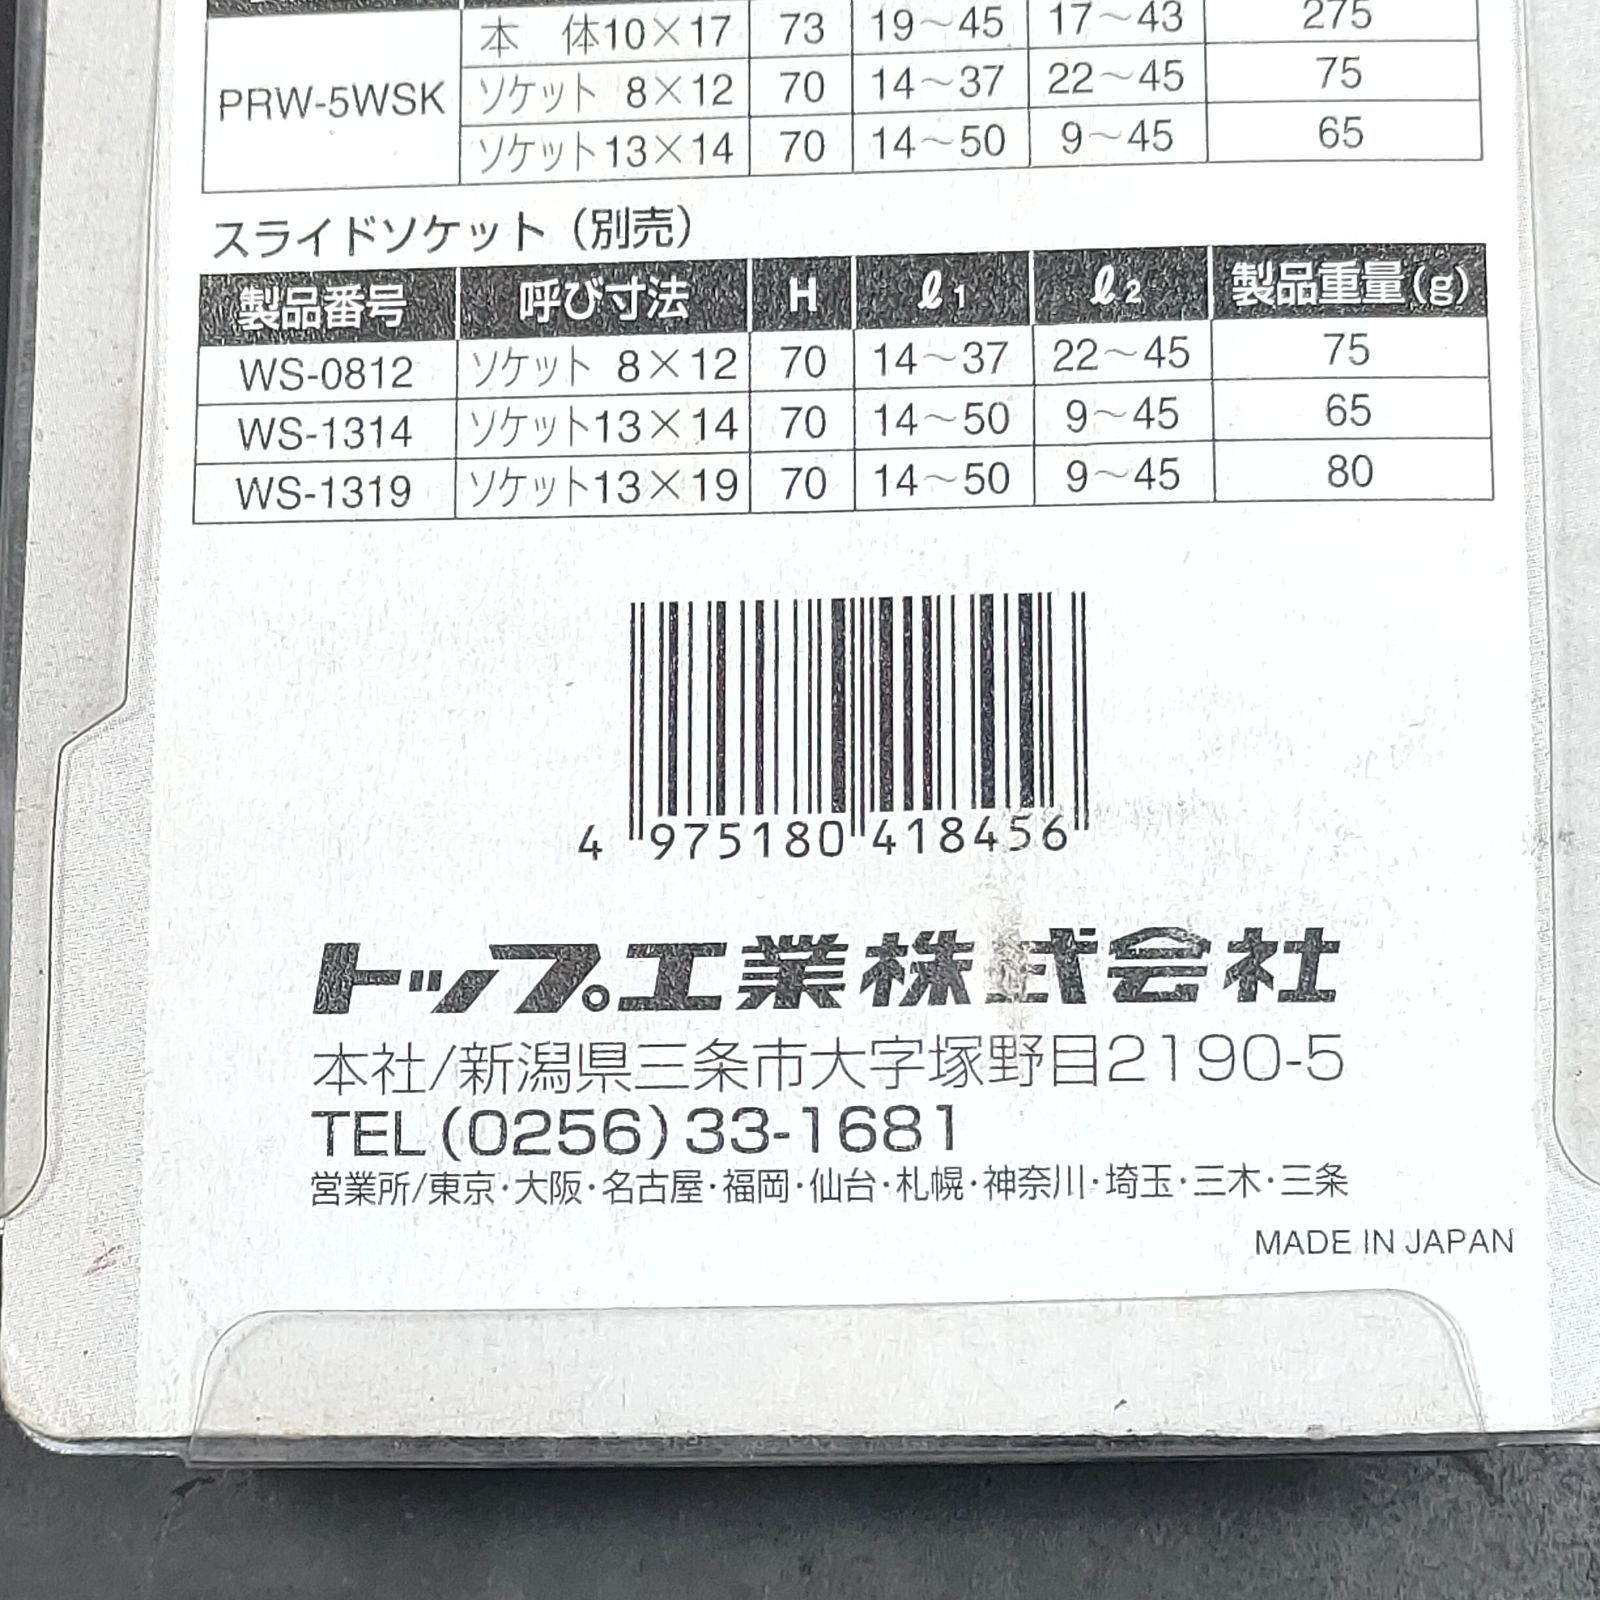 本　体10×17 73 19～45 17～43 275
PRW-5WSK ソケット 8×12 70 14～37 22～45 75
ソケット13×14 70 14～50 9～45 65
スライドソケット（別売）
製品番号 呼び寸法 H ℓ1 ℓ2 製品重量(g)
WS-0812 ソケット 8×12 70 14～37 22～45 75
WS-1314 ソケット13×14 70 14～50 9～45 65
WS-1319 ソケット13×19 70 14～50 9～45 80
4 975180 418456
トップ工業株式会社
本社/新潟県三条市大字塚野目2190-5
TEL(0256)33-1681
営業所/東京・大阪・名古屋・福岡・仙台・札幌・神奈川・埼玉・三木・三条
MADE IN JAPAN